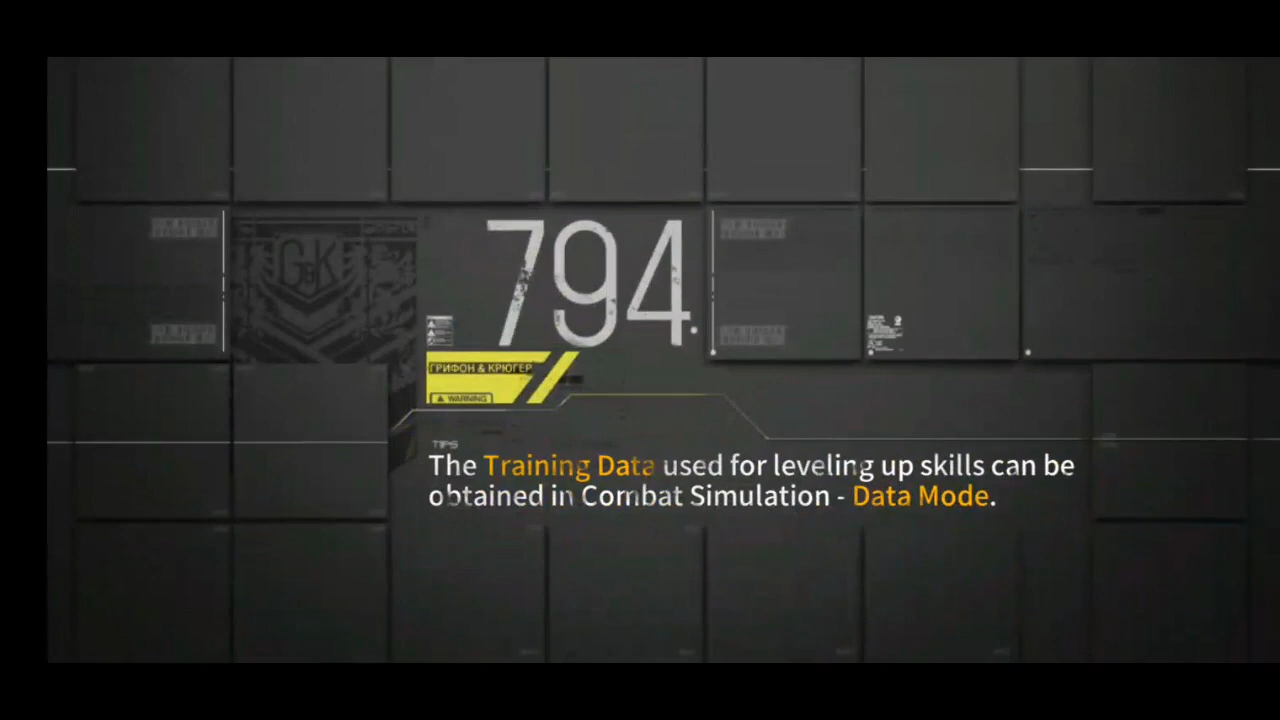 G&K
794.
ГРИФОН & КРЮГЕР
WARNING
TIPS
The Training Data used for leveling up skills can be
obtained in Combat Simulation - Data Mode.